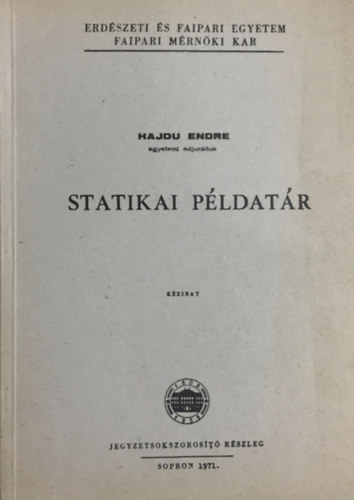 ERDÉSZETI ÉS FAIPARI EGYETEM
FAIPARI MÉRNÖKI KAR
HAJDU ENDRE
egyetemi adjunktus
STATIKAI PÉLDATÁR
KÉZIRAT
JEGYZETSOKSZOROSÍTÓ RÉSZLEG
SOPRON 1971.